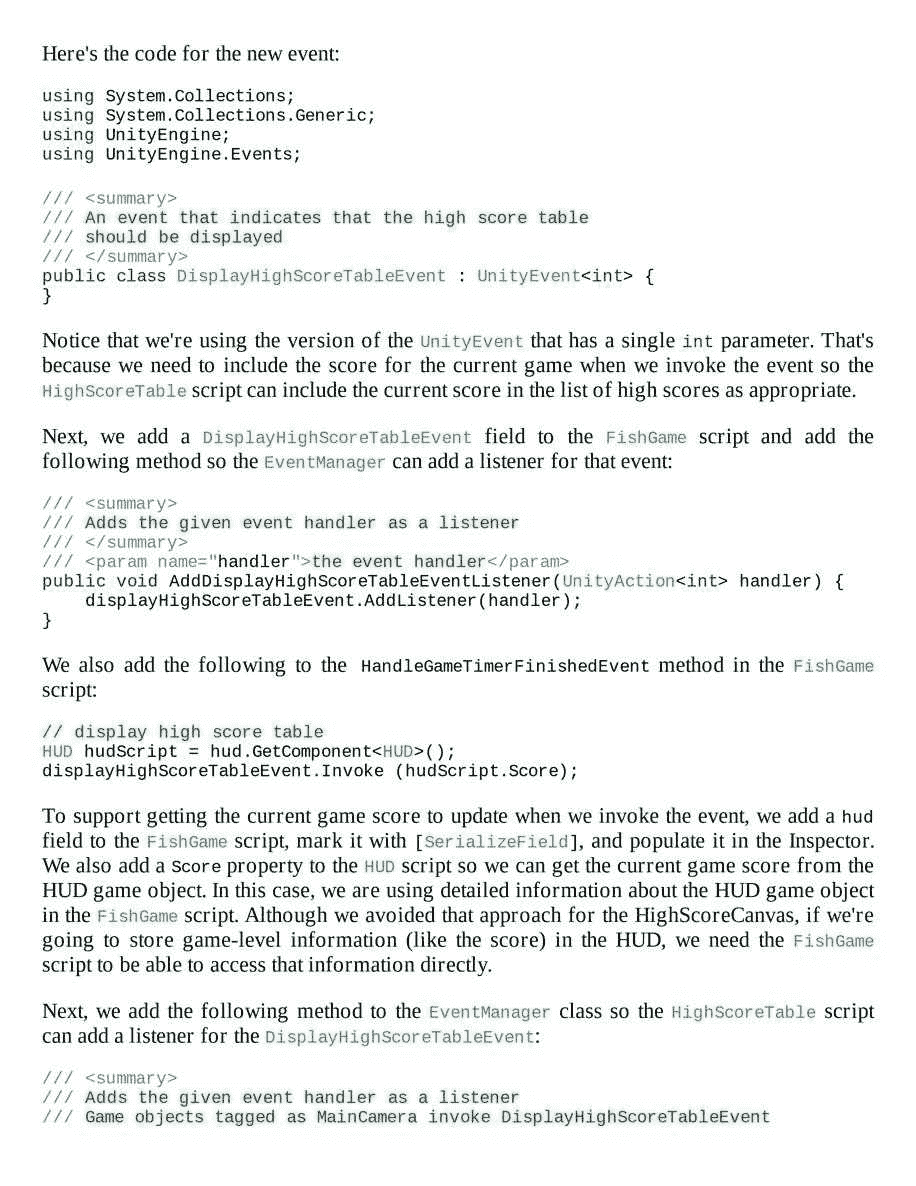 Here's the code for the new event:
using System.Collections;
using System.Collections.Generic;
using UnityEngine;
using UnityEngine.Events;
/// <summary>
/// An event that indicates that the high score table
/// should be displayed
/// </summary>
public class DisplayHighScoreTableEvent : UnityEvent<int> {
}
Notice that we're using the version of the UnityEvent that has a single int parameter. That's
because we need to include the score for the current game when we invoke the event so the
HighScoreTable script can include the current score in the list of high scores as appropriate.
Next, we add a DisplayHighScoreTableEvent field to the FishGame script and add the
following method so the EventManager can add a listener for that event:
/// <summary>
/// Adds the given event handler as a listener
/// </summary>
/// <param name="handler">the event handler</param>
public void AddDisplayHighScoreTableEventListener(UnityAction<int> handler) {
    displayHighScoreTableEvent.AddListener(handler);
}
We also add the following to the HandleGameTimerFinishedEvent method in the FishGame
script:
// display high score table
HUD hudScript = hud.GetComponent<HUD>();
displayHighScoreTableEvent.Invoke (hudScript.Score);
To support getting the current game score to update when we invoke the event, we add a hud
field to the FishGame script, mark it with [SerializeField], and populate it in the Inspector.
We also add a Score property to the HUD script so we can get the current game score from the
HUD game object. In this case, we are using detailed information about the HUD game object
in the FishGame script. Although we avoided that approach for the HighScoreCanvas, if we're
going to store game-level information (like the score) in the HUD, we need the FishGame
script to be able to access that information directly.
Next, we add the following method to the EventManager class so the HighScoreTable script
can add a listener for the DisplayHighScoreTableEvent:
/// <summary>
/// Adds the given event handler as a listener
/// Game objects tagged as MainCamera invoke DisplayHighScoreTableEvent